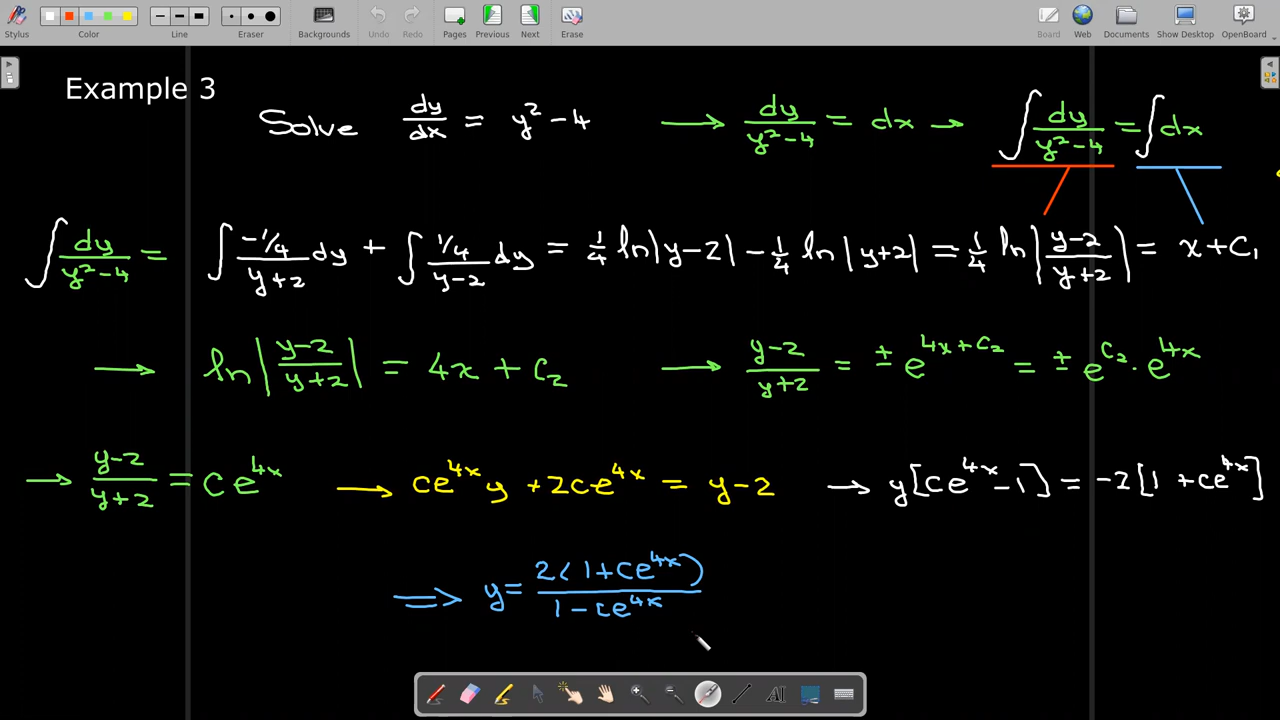 Stylus Color Line Eraser Backgrounds Undo Redo Pages Previous Next Erase Board Web Documents Show Desktop OpenBoard
Example 3
Solve dy/dx = y² − 4 → dy/(y²−4) = dx → ∫ dy/(y²−4) = ∫ dx
∫ dy/(y²−4) = ∫ (−1/4)/(y+2) dy + ∫ (1/4)/(y−2) dy = 1/4 ln|y−2| − 1/4 ln|y+2| = 1/4 ln|(y−2)/(y+2)| = x + C₁
→ ln|(y−2)/(y+2)| = 4x + C₂ → (y−2)/(y+2) = ± e^(4x+C₂) = ± e^(C₂) · e^(4x)
→ (y−2)/(y+2) = ce^(4x) → ce^(4x) y + 2ce^(4x) = y−2 → y[ce^(4x) −1] = −2[1 + ce^(4x)]
⇒ y = 2(1+ce^(4x))/(1−ce^(4x))
AI